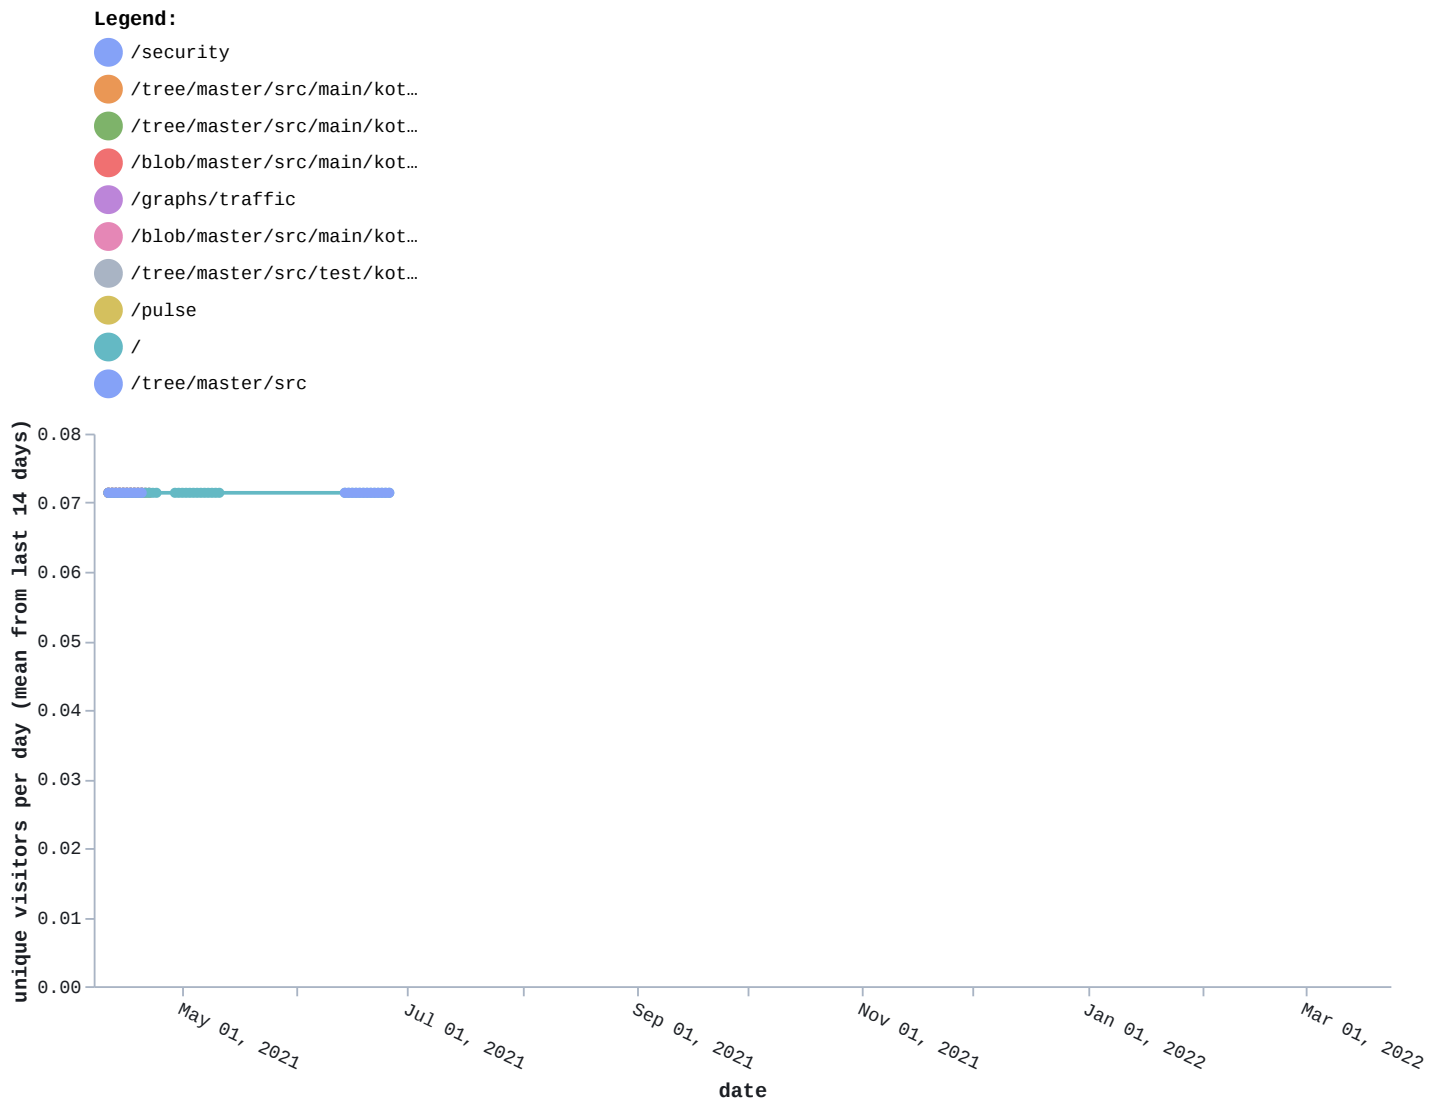 Legend:
/security
/tree/master/src/main/kot…
/tree/master/src/main/kot…
/blob/master/src/main/kot…
/graphs/traffic
/blob/master/src/main/kot…
/tree/master/src/test/kot…
/pulse
/
/tree/master/src
unique visitors per day (mean from last 14 days)
0.08
0.07
0.06
0.05
0.04
0.03
0.02
0.01
0.00
May 01, 2021
Jul 01, 2021
Sep 01, 2021
Nov 01, 2021
Jan 01, 2022
Mar 01, 2022
date